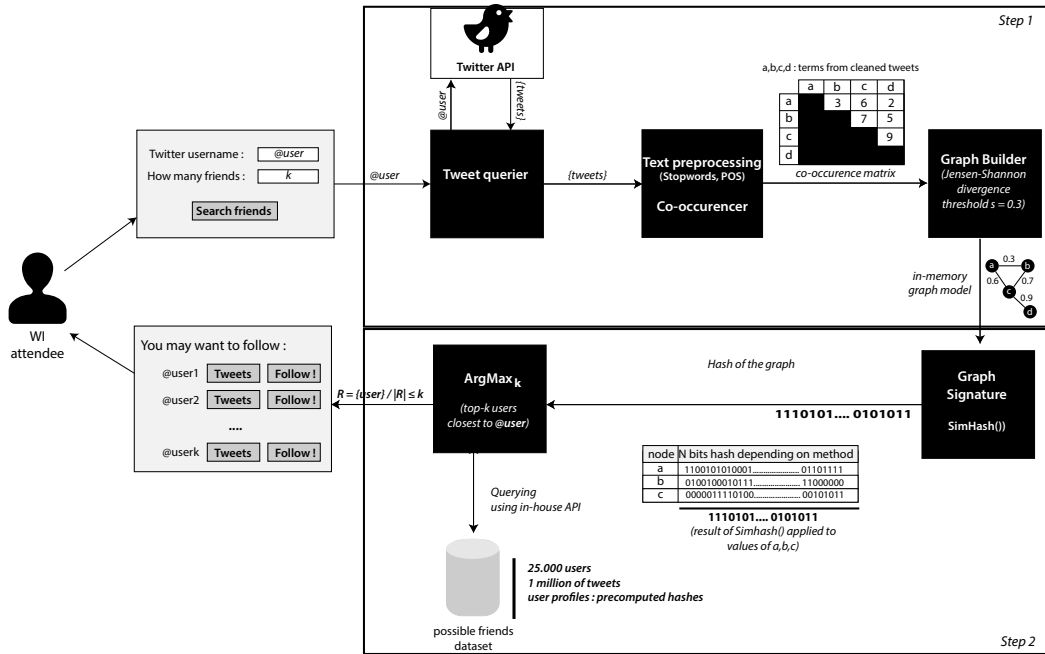 Step 1
Twitter API
@user
{tweets}
a,b,c,d : terms from cleaned tweets
a b c d
a 3 6 2
b 7 5
c 9
d
co-occurence matrix
Twitter username : @user
How many friends : k
Search friends
@user
Tweet querier
{tweets}
Text preprocessing
(Stopwords, POS)
Co-occurencer
Graph Builder
(Jensen-Shannon
divergence
threshold s = 0.3)
in-memory
graph model
a 0.3 b
0.6 0.7
c
0.9
d
WI
attendee
You may want to follow :
@user1 Tweets Follow !
@user2 Tweets Follow !
....
@userk Tweets Follow !
R = {user} / |R| ≤ k
ArgMax k
(top-k users
closest to @user)
Hash of the graph
1110101.... 0101011
Graph
Signature
SimHash())
node N bits hash depending on method
a 1100101010001...................... 01101111
b 0100100010111...................... 11000000
c 0000011110100...................... 00101011
1110101.... 0101011
(result of Simhash() applied to
values of a,b,c)
Querying
using in-house API
25.000 users
1 million of tweets
user profiles : precomputed hashes
possible friends
dataset
Step 2